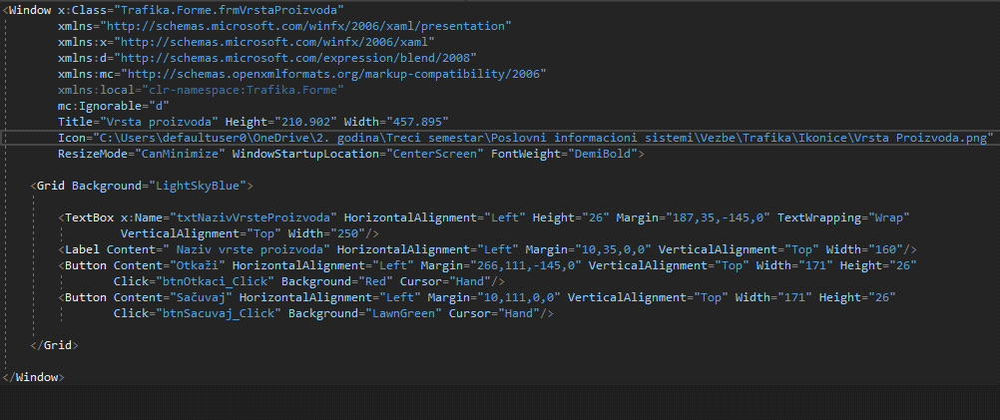 <Window x:Class="Trafika.Forme.frmVrstaProizvoda"
xmlns="http://schemas.microsoft.com/winfx/2006/xaml/presentation"
xmlns:x="http://schemas.microsoft.com/winfx/2006/xaml"
xmlns:d="http://schemas.microsoft.com/expression/blend/2008"
xmlns:mc="http://schemas.openxmlformats.org/markup-compatibility/2006"
xmlns:local="clr-namespace:Trafika.Forme"
mc:Ignorable="d"
Title="Vrsta proizvoda" Height="210.902" Width="457.895"
Icon="C:\Users\defaultuser0\OneDrive\2. godina\Treci semestar\Poslovni informacioni sistemi\Vezbe\Trafika\Ikonice\Vrsta Proizvoda.png"
ResizeMode="CanMinimize" WindowStartupLocation="CenterScreen" FontWeight="DemiBold">
<Grid Background="LightSkyBlue">
<TextBox x:Name="txtNazivVrsteProizvoda" HorizontalAlignment="Left" Height="26" Margin="187,35,-145,0" TextWrapping="Wrap"
VerticalAlignment="Top" Width="250"/>
<Label Content=" Naziv vrste proizvoda" HorizontalAlignment="Left" Margin="10,35,0,0" VerticalAlignment="Top" Width="160"/>
<Button Content="Otkaži" HorizontalAlignment="Left" Margin="266,111,-145,0" VerticalAlignment="Top" Width="171" Height="26"
Click="btnOtkaci_Click" Background="Red" Cursor="Hand"/>
<Button Content="Sačuvaj" HorizontalAlignment="Left" Margin="10,111,0,0" VerticalAlignment="Top" Width="171" Height="26"
Click="btnSacuvaj_Click" Background="LawnGreen" Cursor="Hand"/>
</Grid>
</Window>